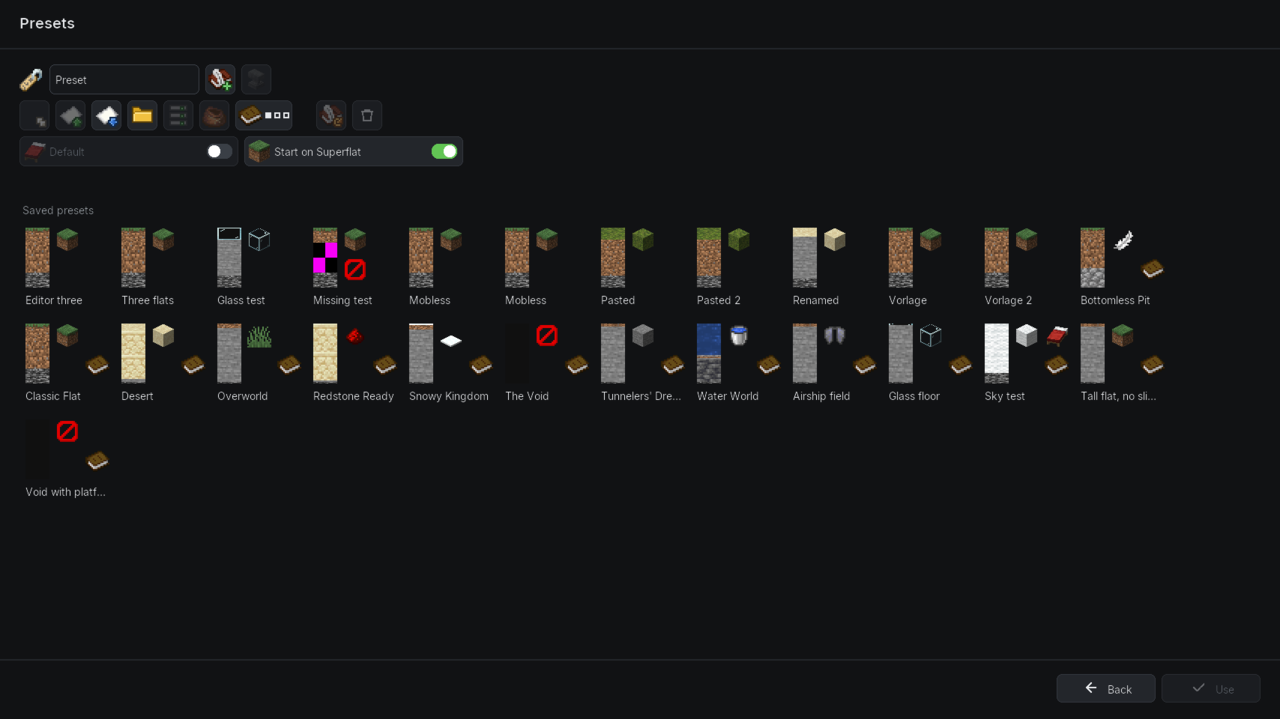 Presets
Preset
Default
Start on Superflat
Saved presets
Editor three
Three flats
Glass test
Missing test
Mobless
Mobless
Pasted
Pasted 2
Renamed
Vorlage
Vorlage 2
Bottomless Pit
Classic Flat
Desert
Overworld
Redstone Ready
Snowy Kingdom
The Void
Tunnelers' Dre...
Water World
Airship field
Glass floor
Sky test
Tall flat, no sli...
Void with platf...
Back
Use